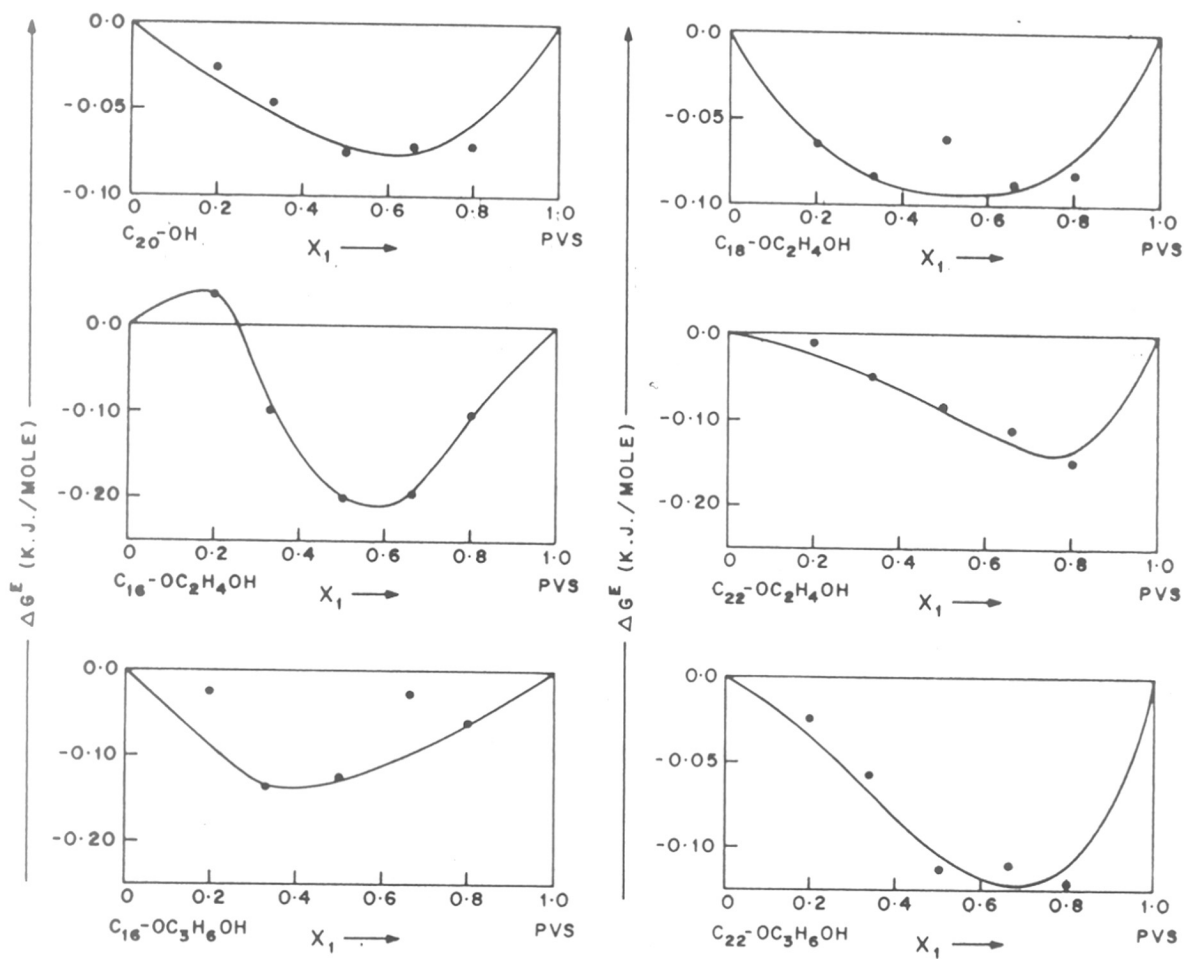 0.0
-0.05
-0.10
0 0.2 0.4 0.6 0.8 1.0
C₂₀-OH PVS
X₁
0.0
-0.10
-0.20
0 0.2 0.4 0.6 0.8 1.0
C₁₆-OC₂H₄OH PVS
X₁
0.0
-0.10
-0.20
0 0.2 0.4 0.6 0.8 1.0
C₁₆-OC₃H₆OH PVS
X₁
ΔGᴱ (K.J./MOLE)
0.0
-0.05
-0.10
0 0.2 0.4 0.6 0.8 1.0
C₁₈-OC₂H₄OH PVS
X₁
0.0
-0.10
-0.20
0 0.2 0.4 0.6 0.8 1.0
C₂₂-OC₂H₄OH PVS
X₁
0.0
-0.05
-0.10
0 0.2 0.4 0.6 0.8 1.0
C₂₂-OC₃H₆OH PVS
X₁
ΔGᴱ (K.J./MOLE)